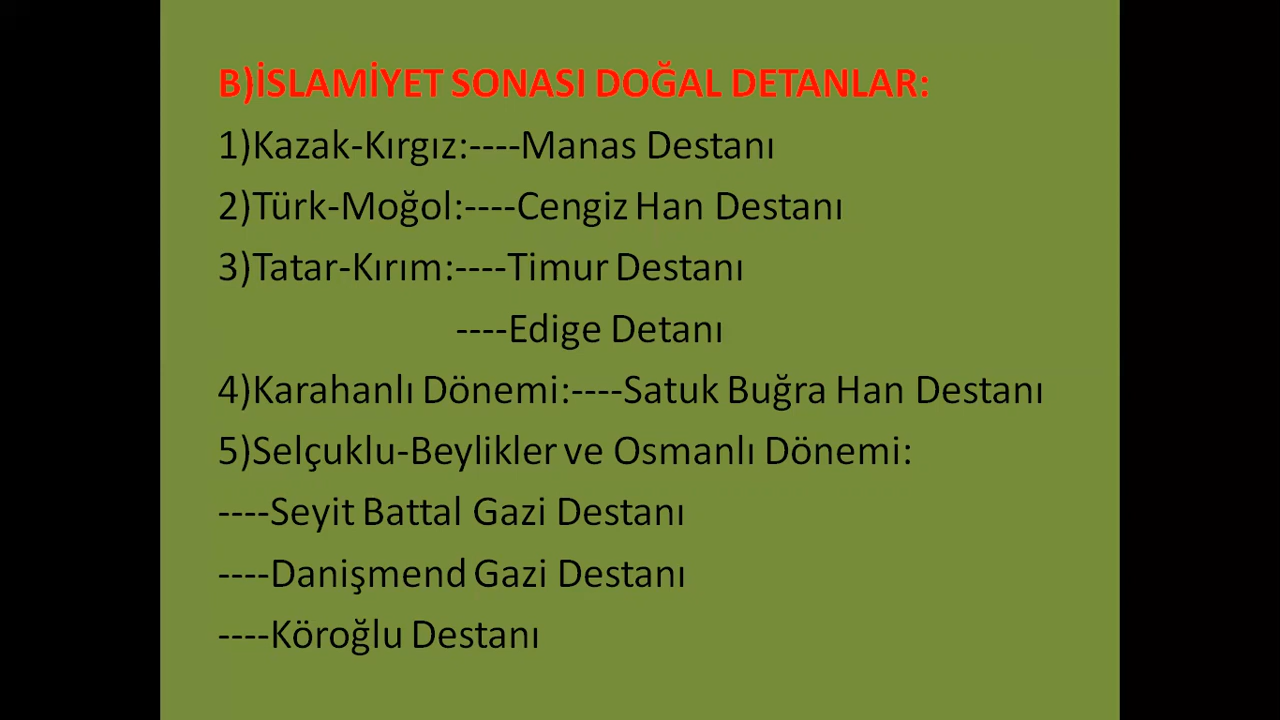 B)İSLAMİYET SONASI DOĞAL DETANLAR:
1)Kazak-Kırgız:----Manas Destanı
2)Türk-Moğol:----Cengiz Han Destanı
3)Tatar-Kırım:----Timur Destanı
----Edige Detanı
4)Karahanlı Dönemi:----Satuk Buğra Han Destanı
5)Selçuklu-Beylikler ve Osmanlı Dönemi:
----Seyit Battal Gazi Destanı
----Danişmend Gazi Destanı
----Köroğlu Destanı